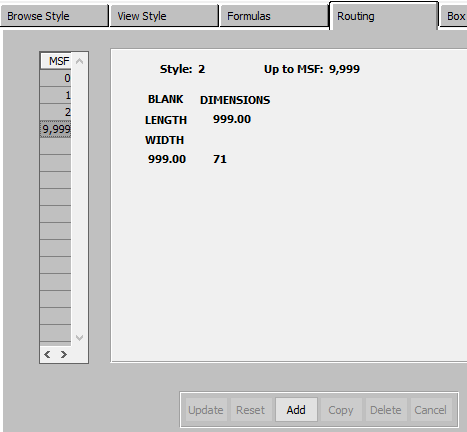 Browse Style View Style Formulas Routing Box
MSF
0
1
2
9,999
Style: 2 Up to MSF: 9,999
BLANK DIMENSIONS
LENGTH 999.00
WIDTH
999.00 71
Update Reset Add Copy Delete Cancel